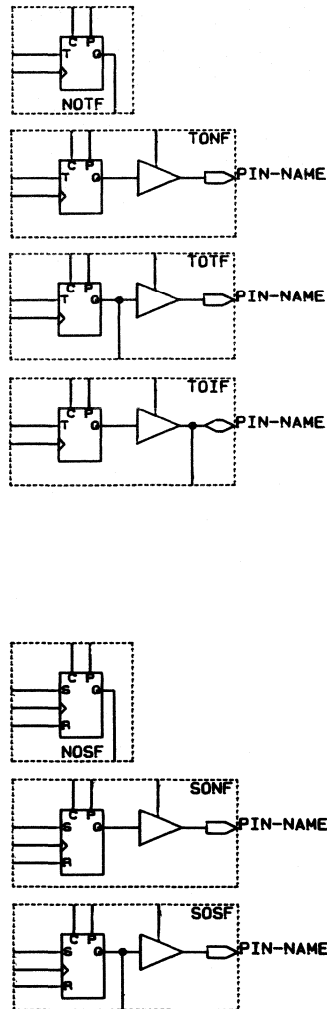 C P
T Q
NOTF
TONF
C P
T Q
PIN-NAME
TOTF
C P
T Q
PIN-NAME
TOIF
C P
T Q
PIN-NAME
C P
S Q
R
NOSF
SONF
C P
S Q
R
PIN-NAME
SOSF
C P
S Q
R
PIN-NAME